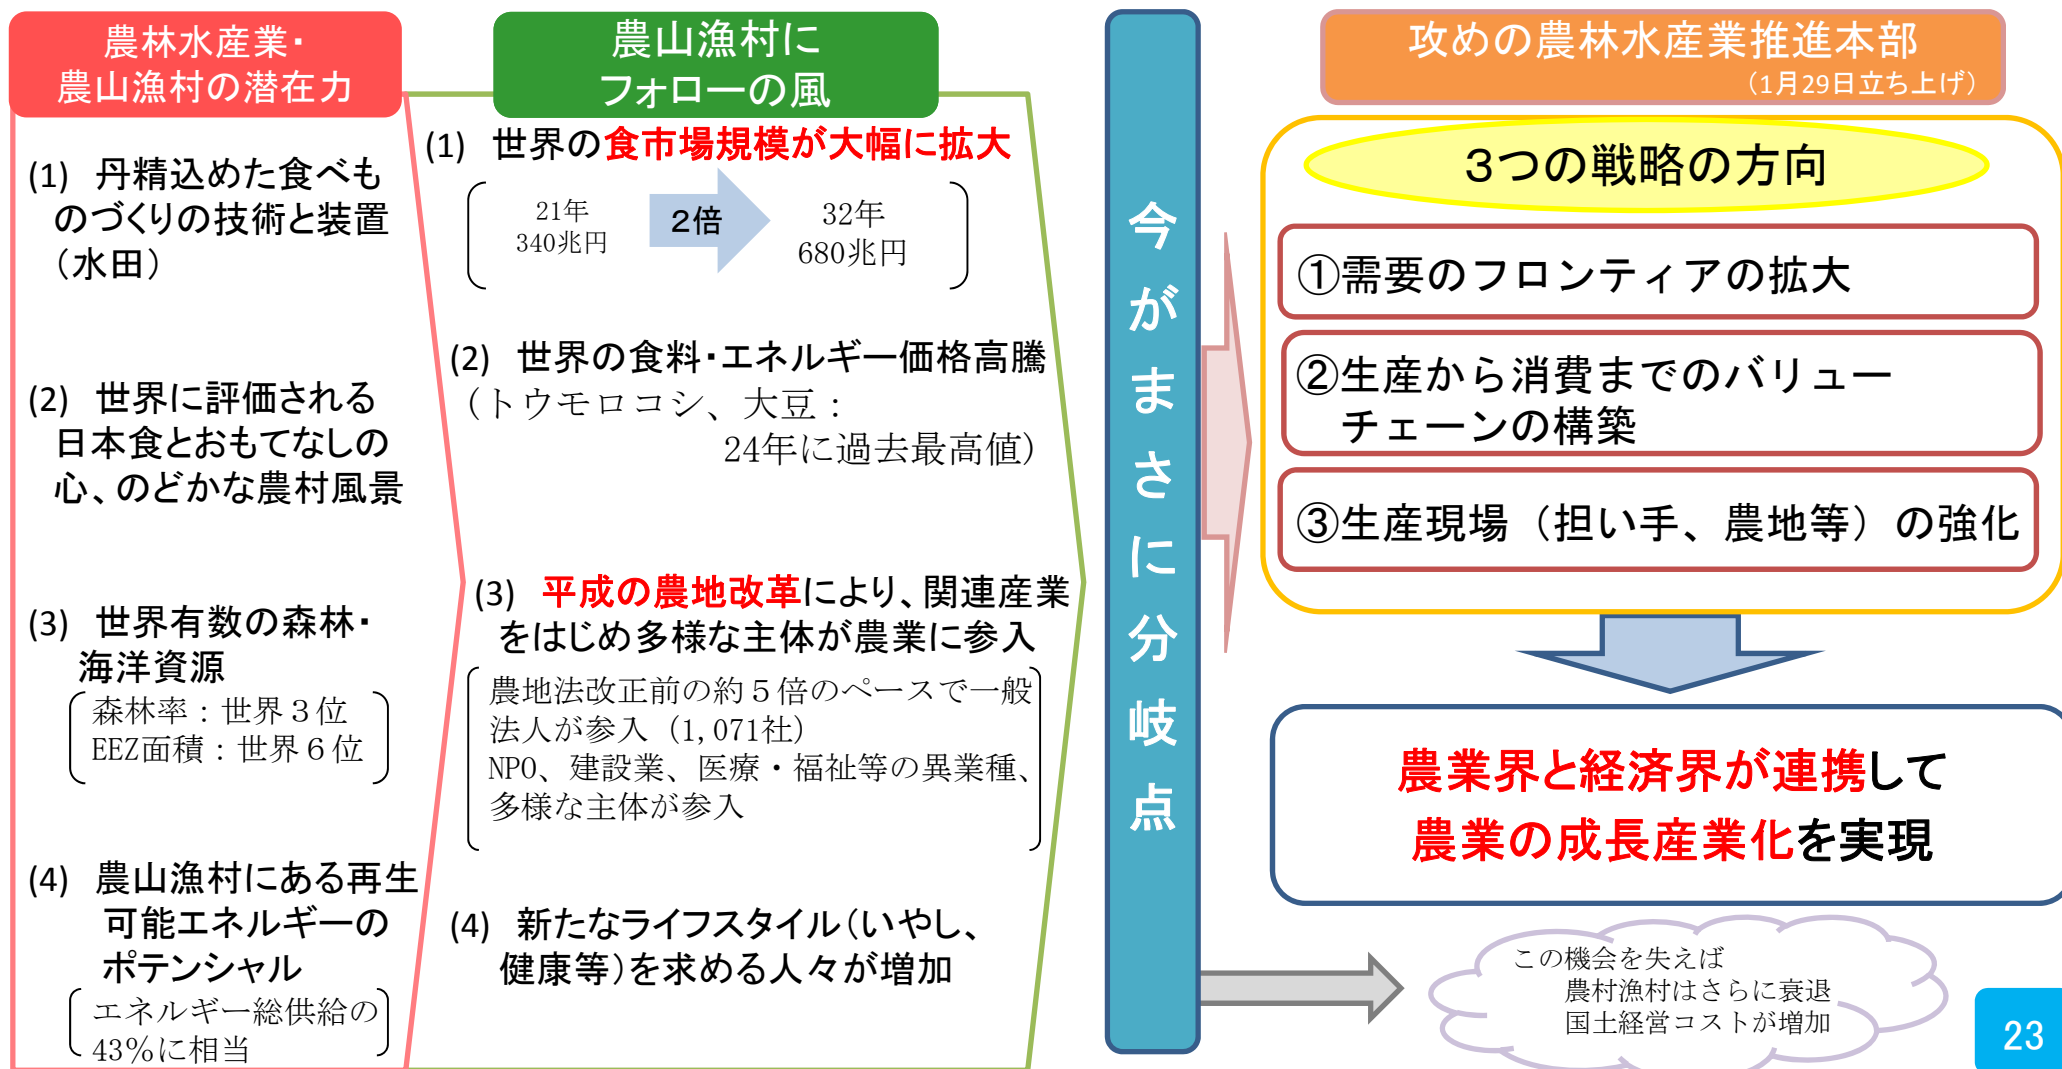 農林水産業・
農山漁村の潜在力
(1) 丹精込めた食べも
のづくりの技術と装置
（水田）
(2) 世界に評価される
日本食とおもてなしの
心、のどかな農村風景
(3) 世界有数の森林・
海洋資源
森林率：世界３位
EEZ面積：世界６位
(4) 農山漁村にある再生
可能エネルギーの
ポテンシャル
エネルギー総供給の
43％に相当
農山漁村に
フォローの風
(1) 世界の食市場規模が大幅に拡大
21年
340兆円
２倍
32年
680兆円
(2) 世界の食料・エネルギー価格高騰
（トウモロコシ、大豆：
24年に過去最高値）
(3) 平成の農地改革により、関連産業
をはじめ多様な主体が農業に参入
農地法改正前の約５倍のペースで一般
法人が参入（1,071社）
NPO、建設業、医療・福祉等の異業種、
多様な主体が参入
(4) 新たなライフスタイル（いやし、
健康等）を求める人々が増加
今がまさに分岐点
攻めの農林水産業推進本部
（1月29日立ち上げ）
３つの戦略の方向
①需要のフロンティアの拡大
②生産から消費までのバリュー
チェーンの構築
③生産現場（担い手、農地等）の強化
農業界と経済界が連携して
農業の成長産業化を実現
この機会を失えば
農村漁村はさらに衰退
国土経営コストが増加
23